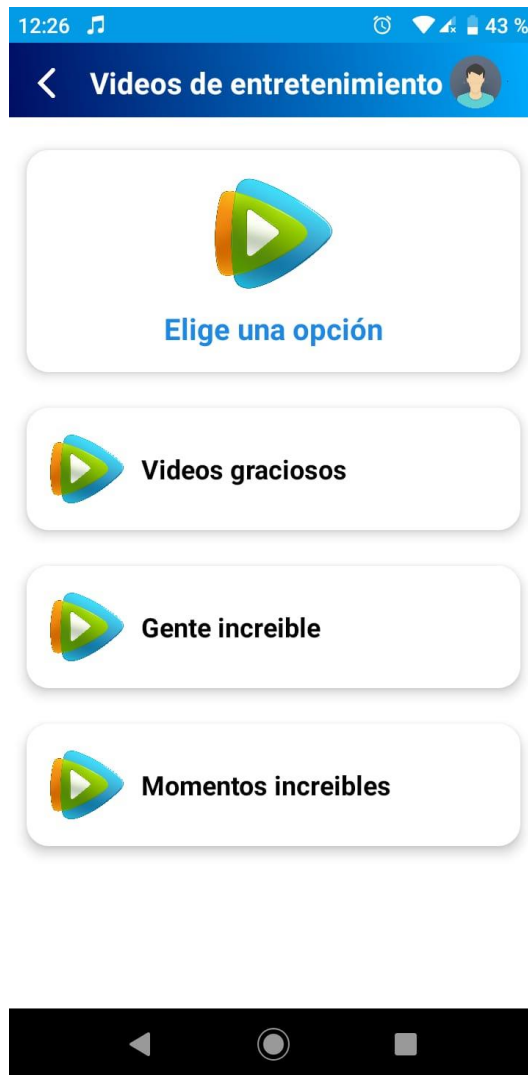 12:26 43 %
Videos de entretenimiento
Elige una opción
Videos graciosos
Gente increible
Momentos increibles